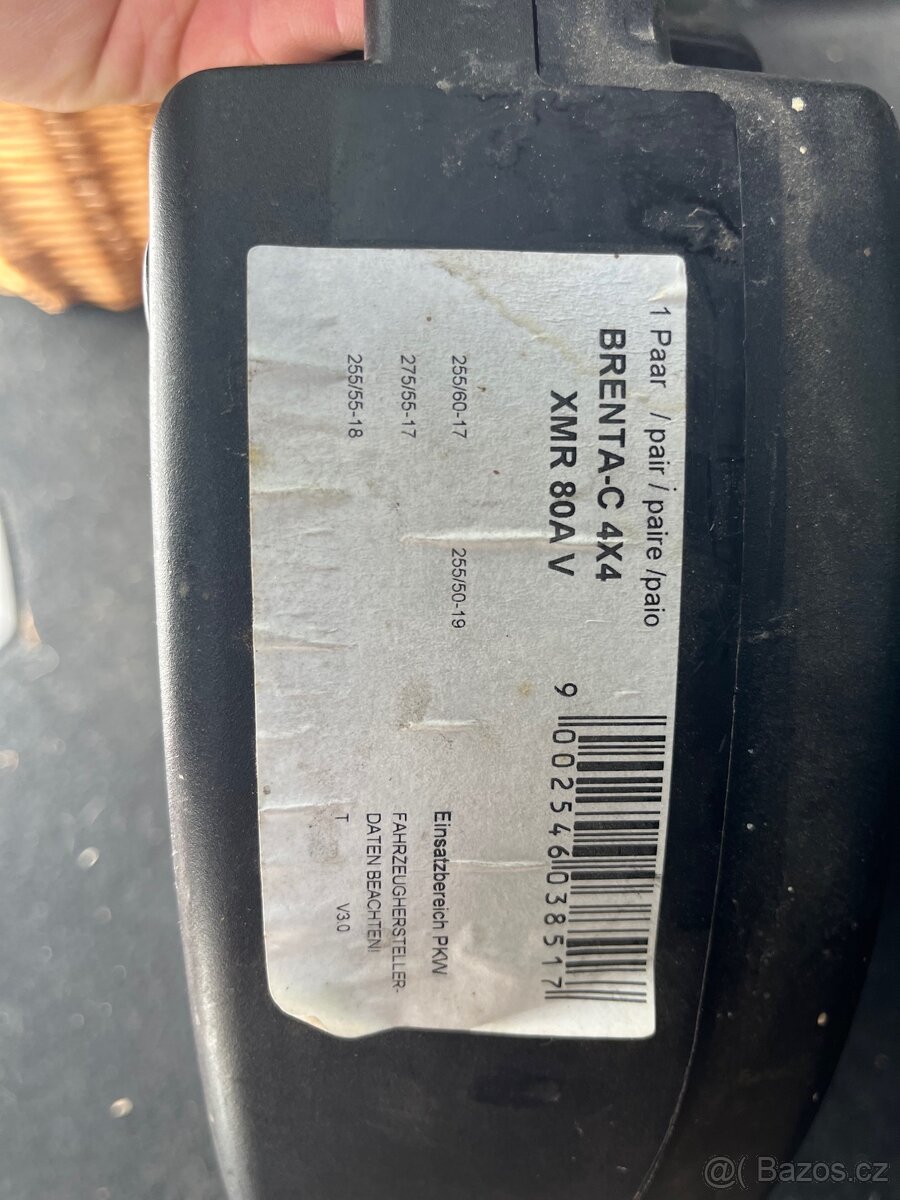 1 Paar / pair / paire /paio
BRENTA-C 4X4
XMR 80A V
9 002546 038517
255/60-17 255/50-19
275/55-17
255/55-18
Einsatzbereich PKW
FAHRZEUGHERSTELLER-
DATEN BEACHTEN!
T V3.0
@( Bazos.cz